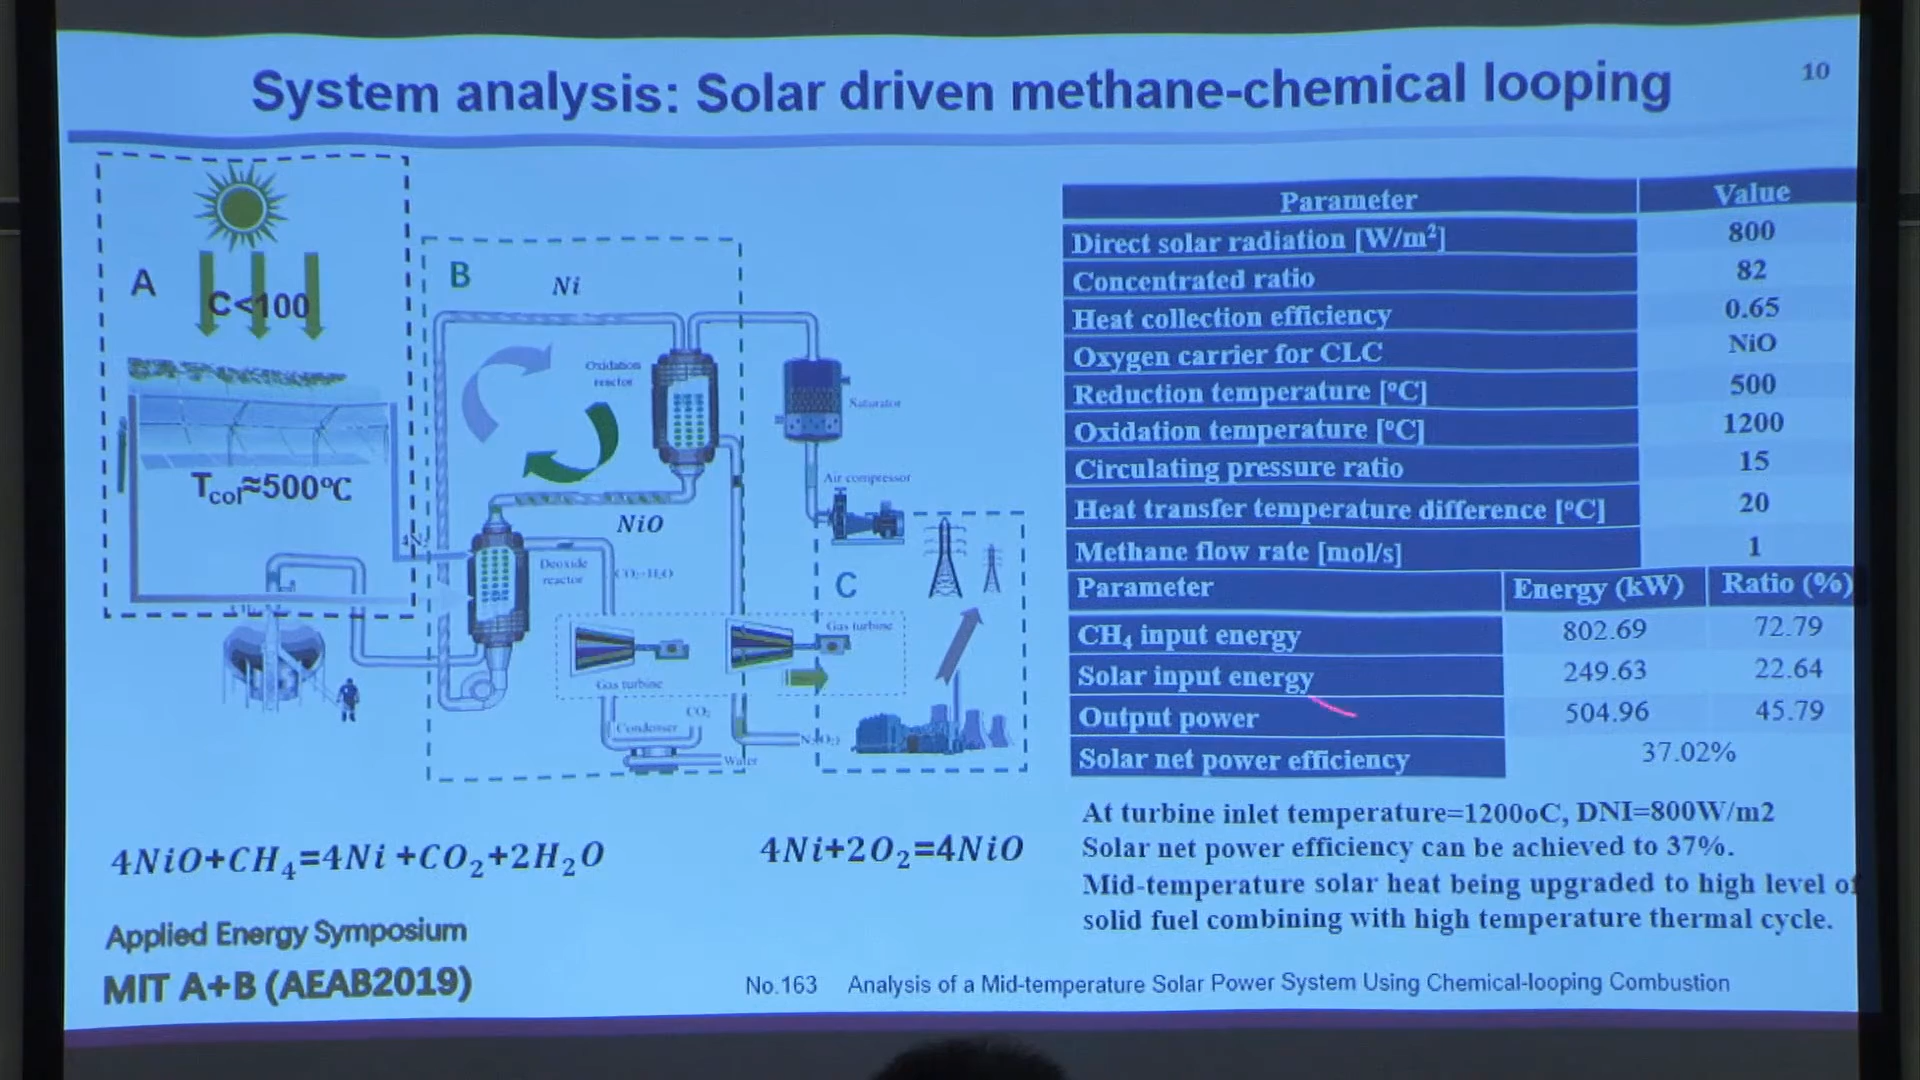 System analysis: Solar driven methane-chemical looping
10
A
C<100
Tcol≈500℃
B
Ni
Oxidation
reactor
NiO
Deoxide
reactor
CO2+H2O
Saturator
Air compressor
C
Gas turbine
Gas turbine
Condenser
CO2
Water
Parameter Value
Direct solar radiation [W/m²] 800
Concentrated ratio 82
Heat collection efficiency 0.65
Oxygen carrier for CLC NiO
Reduction temperature [°C] 500
Oxidation temperature [°C] 1200
Circulating pressure ratio 15
Heat transfer temperature difference [°C] 20
Methane flow rate [mol/s] 1
Parameter Energy (kW) Ratio (%)
CH4 input energy 802.69 72.79
Solar input energy 249.63 22.64
Output power 504.96 45.79
Solar net power efficiency 37.02%
4NiO+CH4=4Ni+CO2+2H2O
4Ni+2O2=4NiO
At turbine inlet temperature=1200oC, DNI=800W/m2
Solar net power efficiency can be achieved to 37%.
Mid-temperature solar heat being upgraded to high level of
solid fuel combining with high temperature thermal cycle.
Applied Energy Symposium
MIT A+B (AEAB2019)
No.163 Analysis of a Mid-temperature Solar Power System Using Chemical-looping Combustion